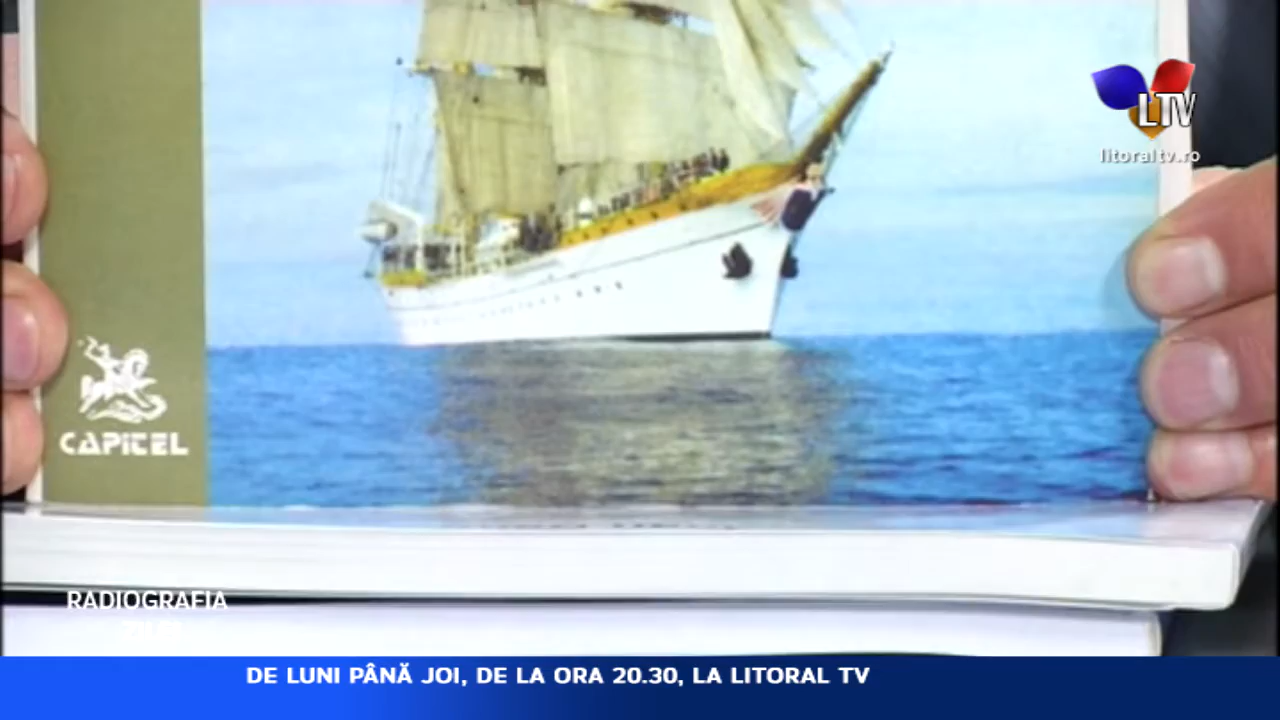 LTV
litoraltv.ro
CAPITEL
RADIOGRAFIA
DE LUNI PÂNĂ JOI, DE LA ORA 20.30, LA LITORAL TV